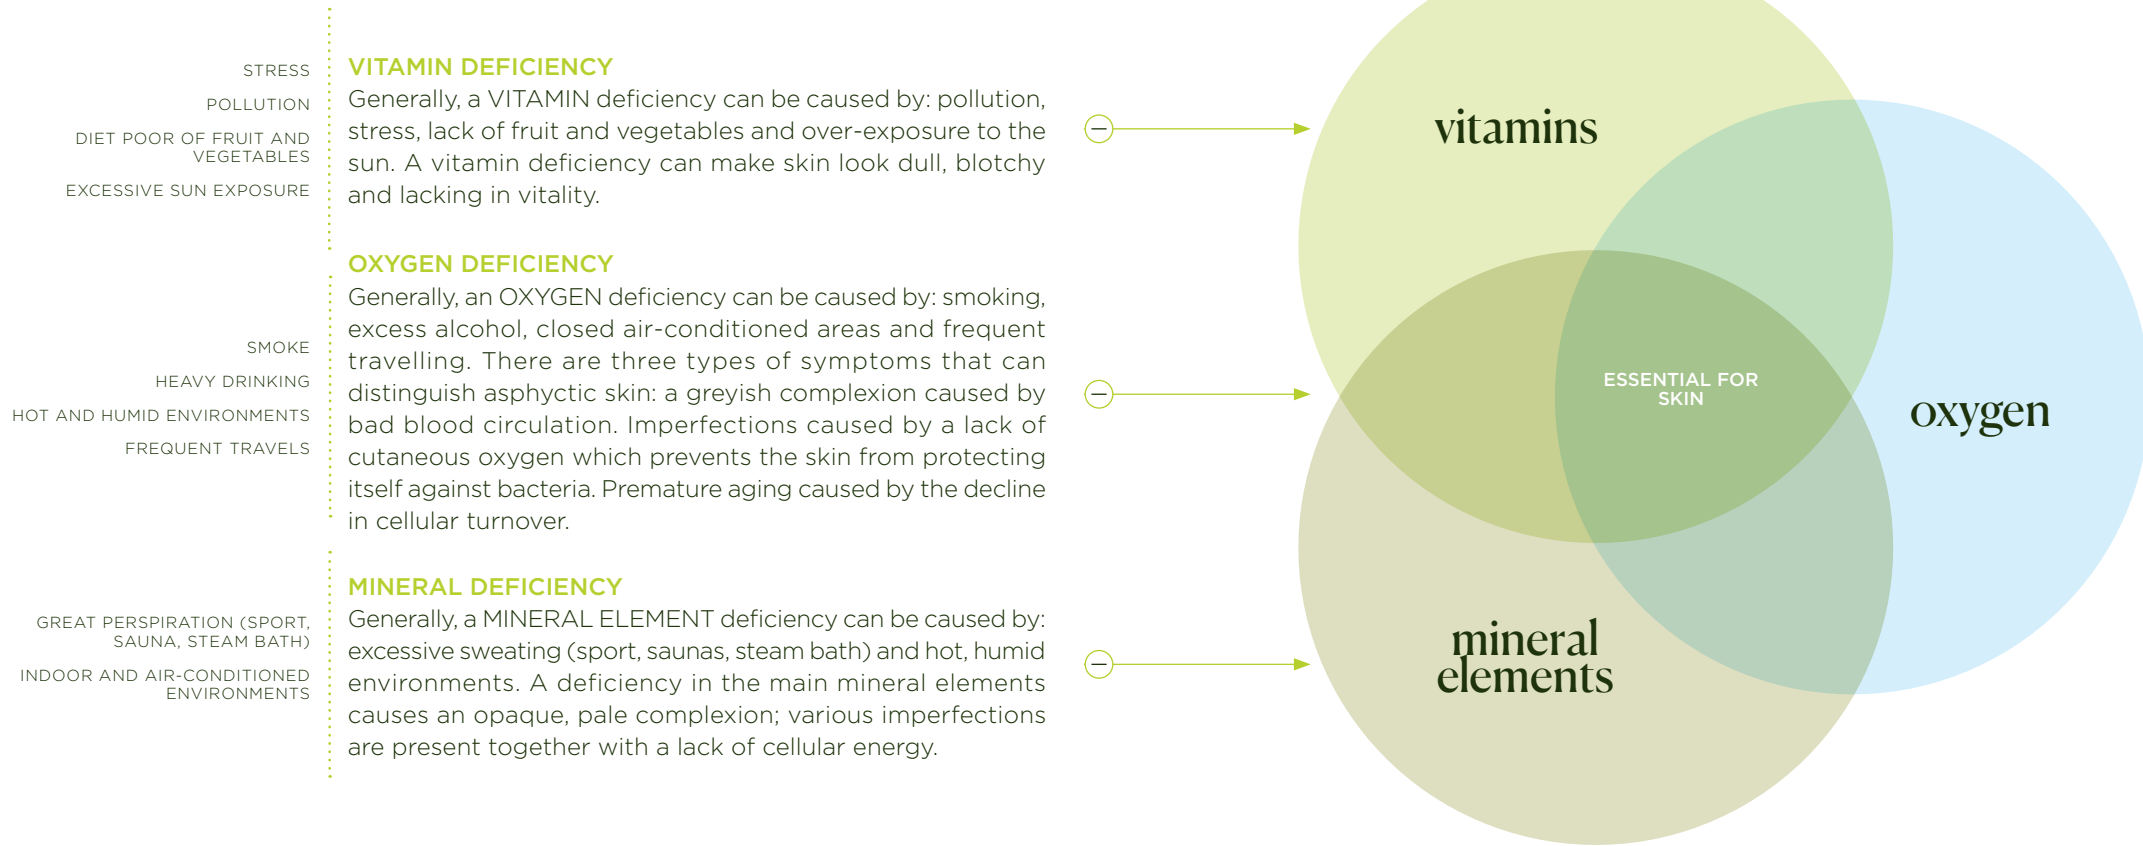 STRESS
POLLUTION
DIET POOR OF FRUIT AND
VEGETABLES
EXCESSIVE SUN EXPOSURE
VITAMIN DEFICIENCY
Generally, a VITAMIN deficiency can be caused by: pollution,
stress, lack of fruit and vegetables and over-exposure to the
sun. A vitamin deficiency can make skin look dull, blotchy
and lacking in vitality.
SMOKE
HEAVY DRINKING
HOT AND HUMID ENVIRONMENTS
FREQUENT TRAVELS
OXYGEN DEFICIENCY
Generally, an OXYGEN deficiency can be caused by: smoking,
excess alcohol, closed air-conditioned areas and frequent
travelling. There are three types of symptoms that can
distinguish asphyctic skin: a greyish complexion caused by
bad blood circulation. Imperfections caused by a lack of
cutaneous oxygen which prevents the skin from protecting
itself against bacteria. Premature aging caused by the decline
in cellular turnover.
GREAT PERSPIRATION (SPORT,
SAUNA, STEAM BATH)
INDOOR AND AIR-CONDITIONED
ENVIRONMENTS
MINERAL DEFICIENCY
Generally, a MINERAL ELEMENT deficiency can be caused by:
excessive sweating (sport, saunas, steam bath) and hot, humid
environments. A deficiency in the main mineral elements
causes an opaque, pale complexion; various imperfections
are present together with a lack of cellular energy.
vitamins
ESSENTIAL FOR
SKIN
oxygen
mineral
elements